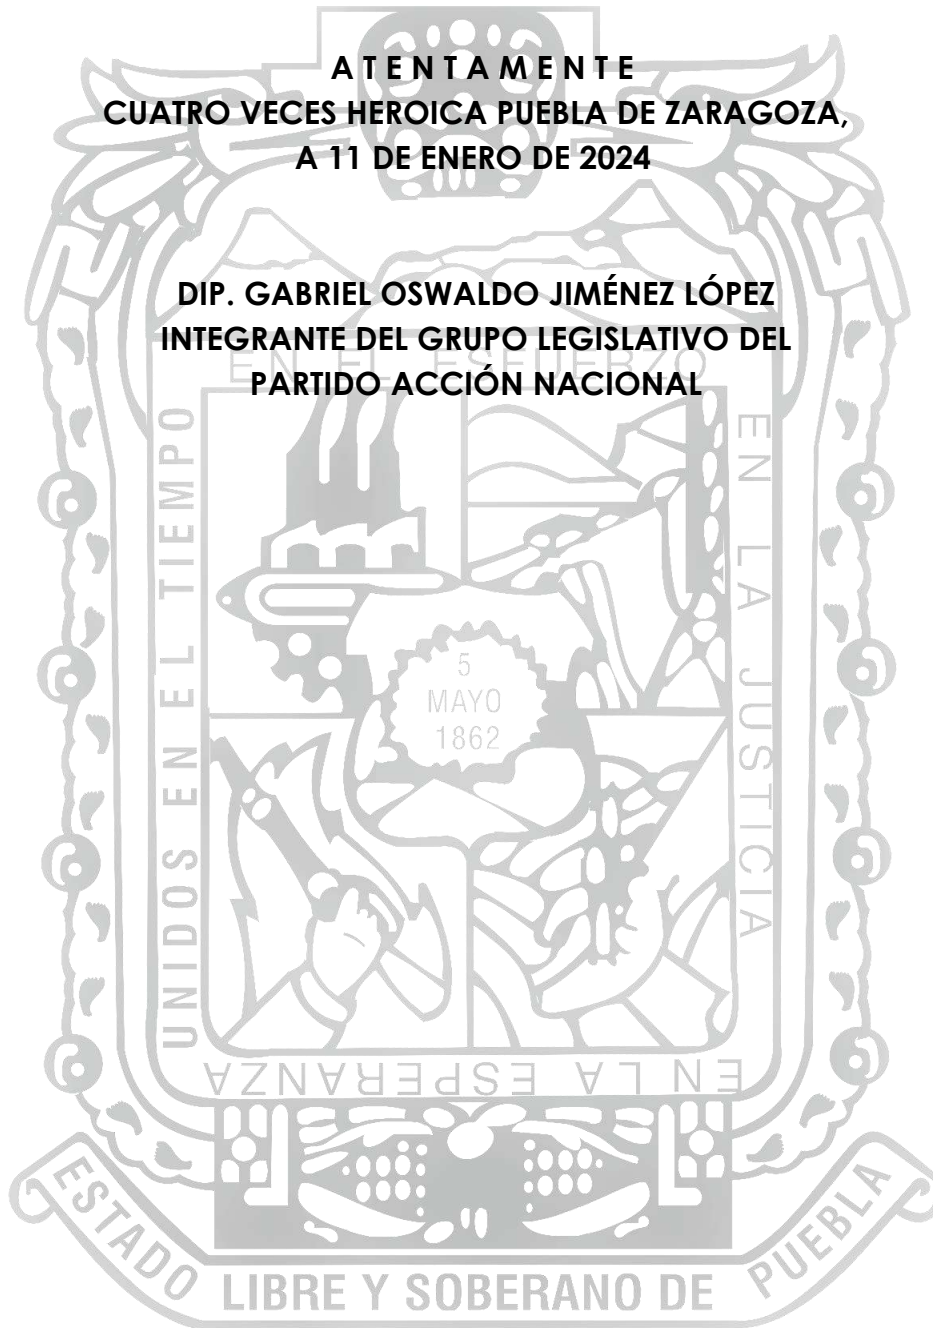 A T E N T A M E N T E
CUATRO VECES HEROICA PUEBLA DE ZARAGOZA,
A 11 DE ENERO DE 2024
DIP. GABRIEL OSWALDO JIMÉNEZ LÓPEZ
INTEGRANTE DEL GRUPO LEGISLATIVO DEL
PARTIDO ACCIÓN NACIONAL
UNIDOS EN EL TIEMPO
EN EL ESFUERZO
EN LA JUSTICIA
EN LA ESPERANZA
5
MAYO
1862
ESTADO LIBRE Y SOBERANO DE PUEBLA